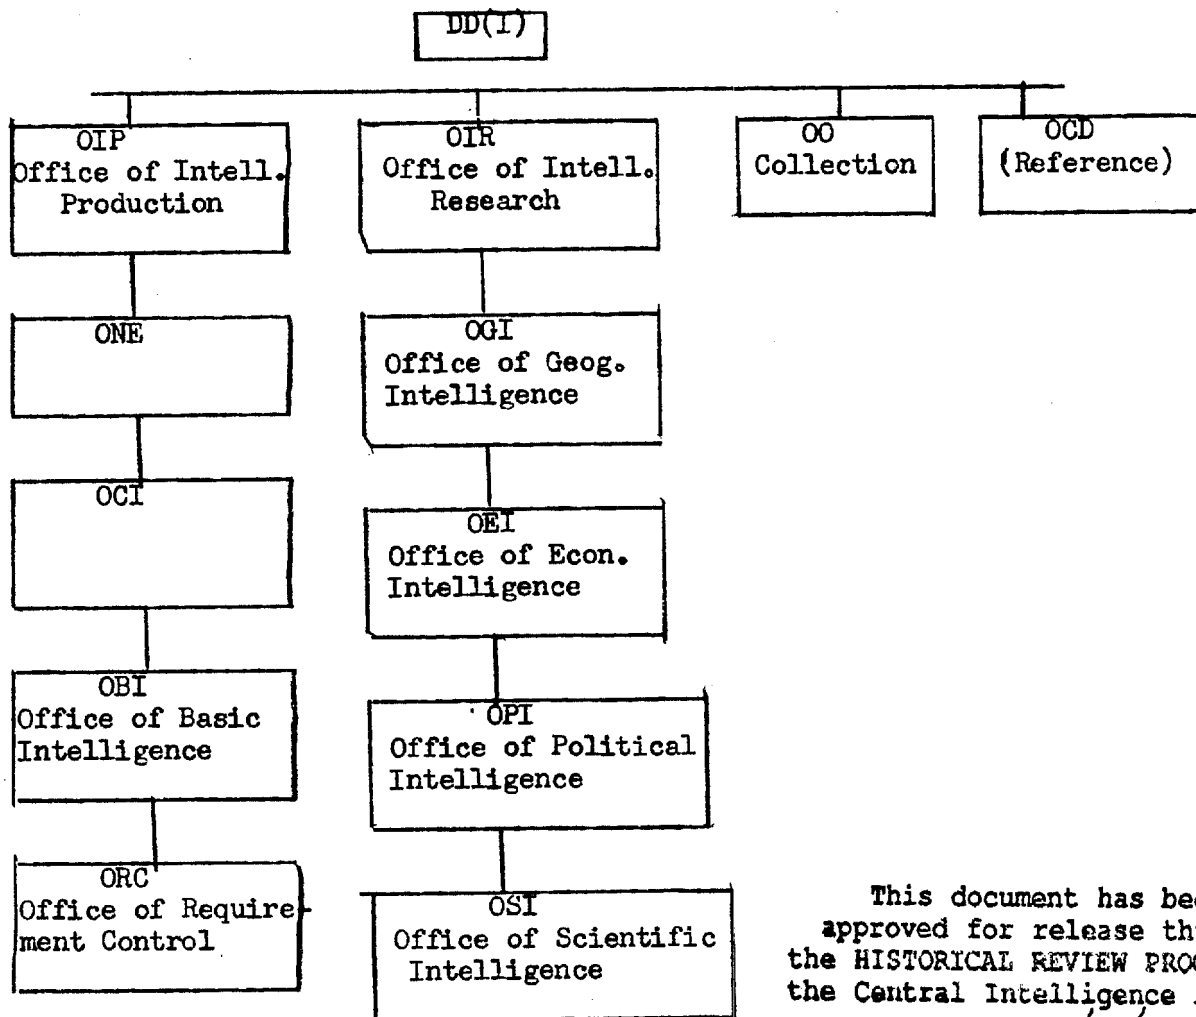 DD(I)
OIP
Office of Intell.
Production
OIR
Office of Intell.
Research
OO
Collection
OCD
(Reference)
ONE
OGI
Office of Geog.
Intelligence
OCI
OEI
Office of Econ.
Intelligence
OBI
Office of Basic
Intelligence
OPI
Office of Political
Intelligence
ORC
Office of Require-
ment Control
OSI
Office of Scientific
Intelligence
This document has
approved for release
the HISTORICAL REVIEW
the Central Intelligence